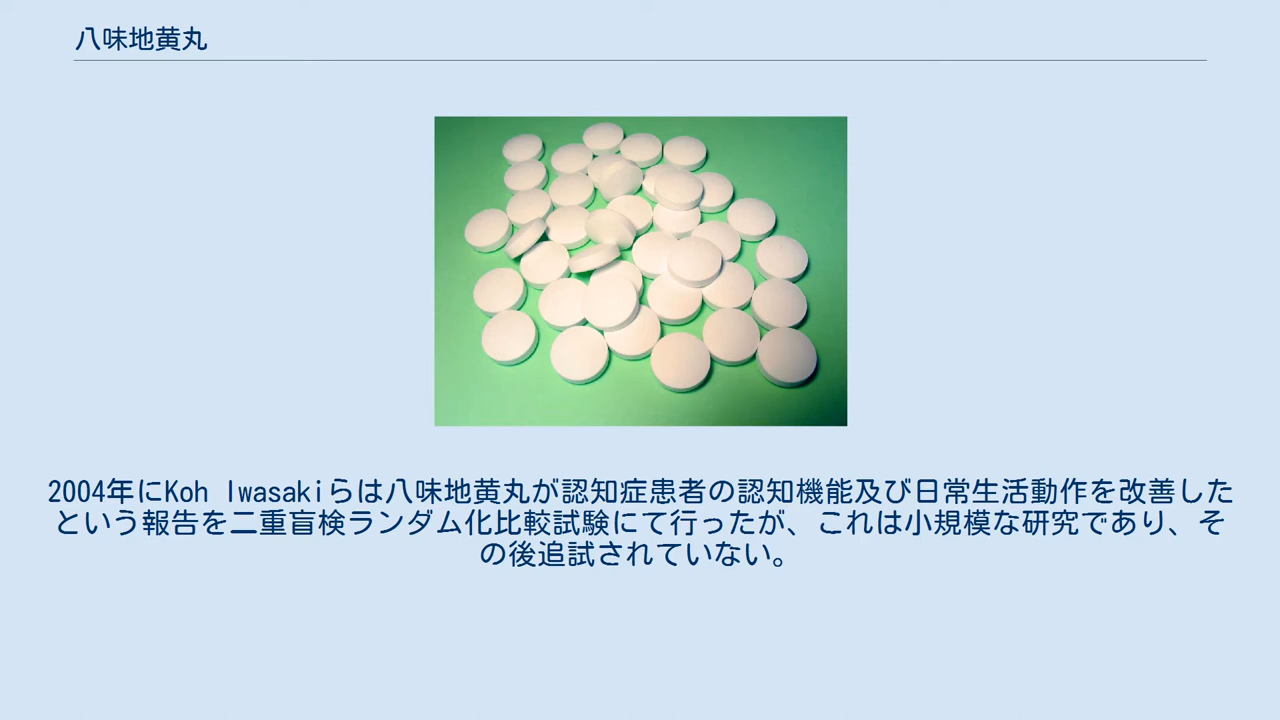 八味地黄丸
2004年にKoh Iwasakiらは八味地黄丸が認知症患者の認知機能及び日常生活動作を改善した
という報告を二重盲検ランダム化比較試験にて行ったが、これは小規模な研究であり、そ
の後追試されていない。